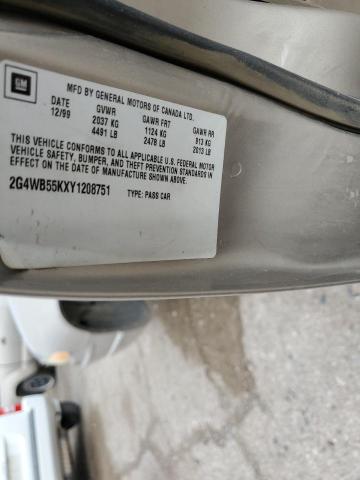 GM
MFD BY GENERAL MOTORS OF CANADA LTD.
DATE GVWR GAWR FRT GAWR RR
12/99 2037 KG 1124 KG 913 KG
4491 LB 2478 LB 2013 LB
THIS VEHICLE CONFORMS TO ALL APPLICABLE U.S. FEDERAL MOTOR
VEHICLE SAFETY, BUMPER, AND THEFT PREVENTION STANDARDS IN
EFFECT ON THE DATE OF MANUFACTURE SHOWN ABOVE.
2G4WB55KXY1208751 TYPE: PASS CAR